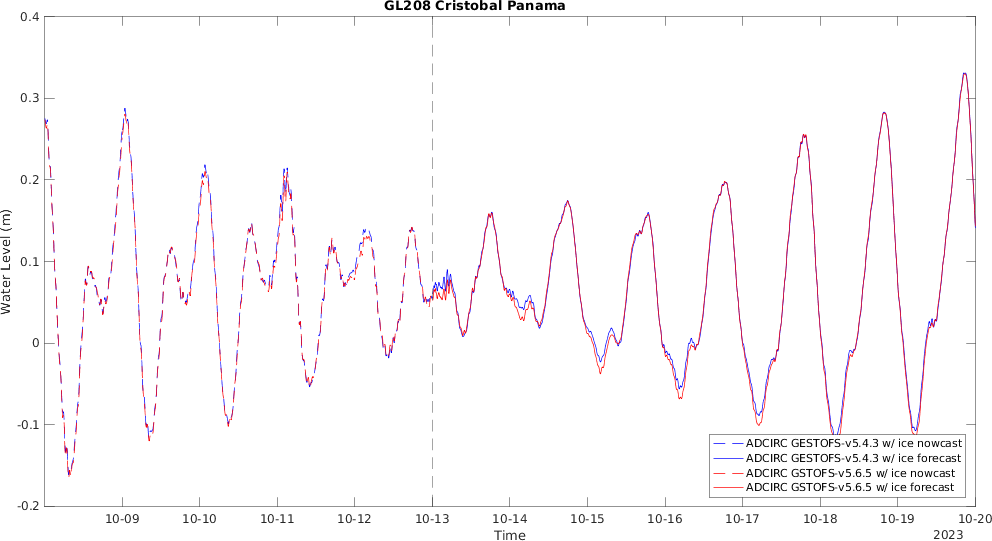 GL208 Cristobal Panama
0.4
0.3
0.2
0.1
0
-0.1
-0.2
Water Level (m)
ADCIRC GESTOFS-v5.4.3 w/ ice nowcast
ADCIRC GESTOFS-v5.4.3 w/ ice forecast
ADCIRC GSTOFS-v5.6.5 w/ ice nowcast
ADCIRC GSTOFS-v5.6.5 w/ ice forecast
10-09 10-10 10-11 10-12 10-13 10-14 10-15 10-16 10-17 10-18 10-19 10-20
Time
2023